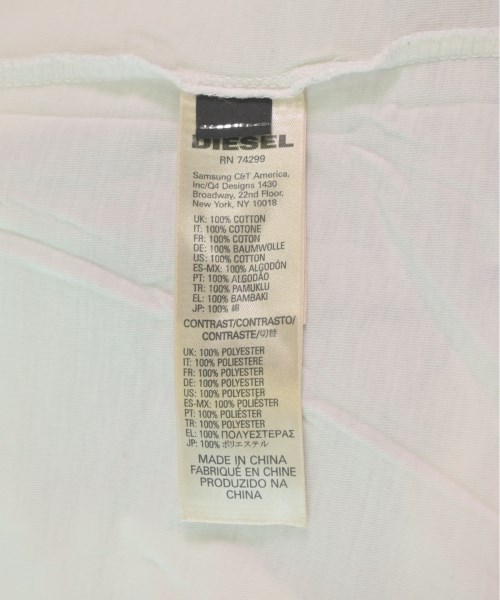 DIESEL
RN 74299
Samsung C&T America,
Inc/Q4 Designs 1430
Broadway, 22nd Floor,
New York, NY 10018
UK: 100% COTTON
IT: 100% COTONE
FR: 100% COTON
DE: 100% BAUMWOLLE
US: 100% COTTON
ES-MX: 100% ALGODÓN
PT: 100% ALGODÃO
TR: 100% PAMUKLU
EL: 100% BAMBAKI
JP: 100% 綿
CONTRAST/CONTRASTO/
CONTRASTE/切替
UK: 100% POLYESTER
IT: 100% POLIESTERE
FR: 100% POLYESTER
DE: 100% POLYESTER
US: 100% POLYESTER
ES-MX: 100% POLIÉSTER
PT: 100% POLIÉSTER
TR: 100% POLYESTER
EL: 100% ΠΟΛΥΕΣΤΕΡΑΣ
JP: 100% ポリエステル
MADE IN CHINA
FABRIQUÉ EN CHINE
PRODUZIDO NA
CHINA